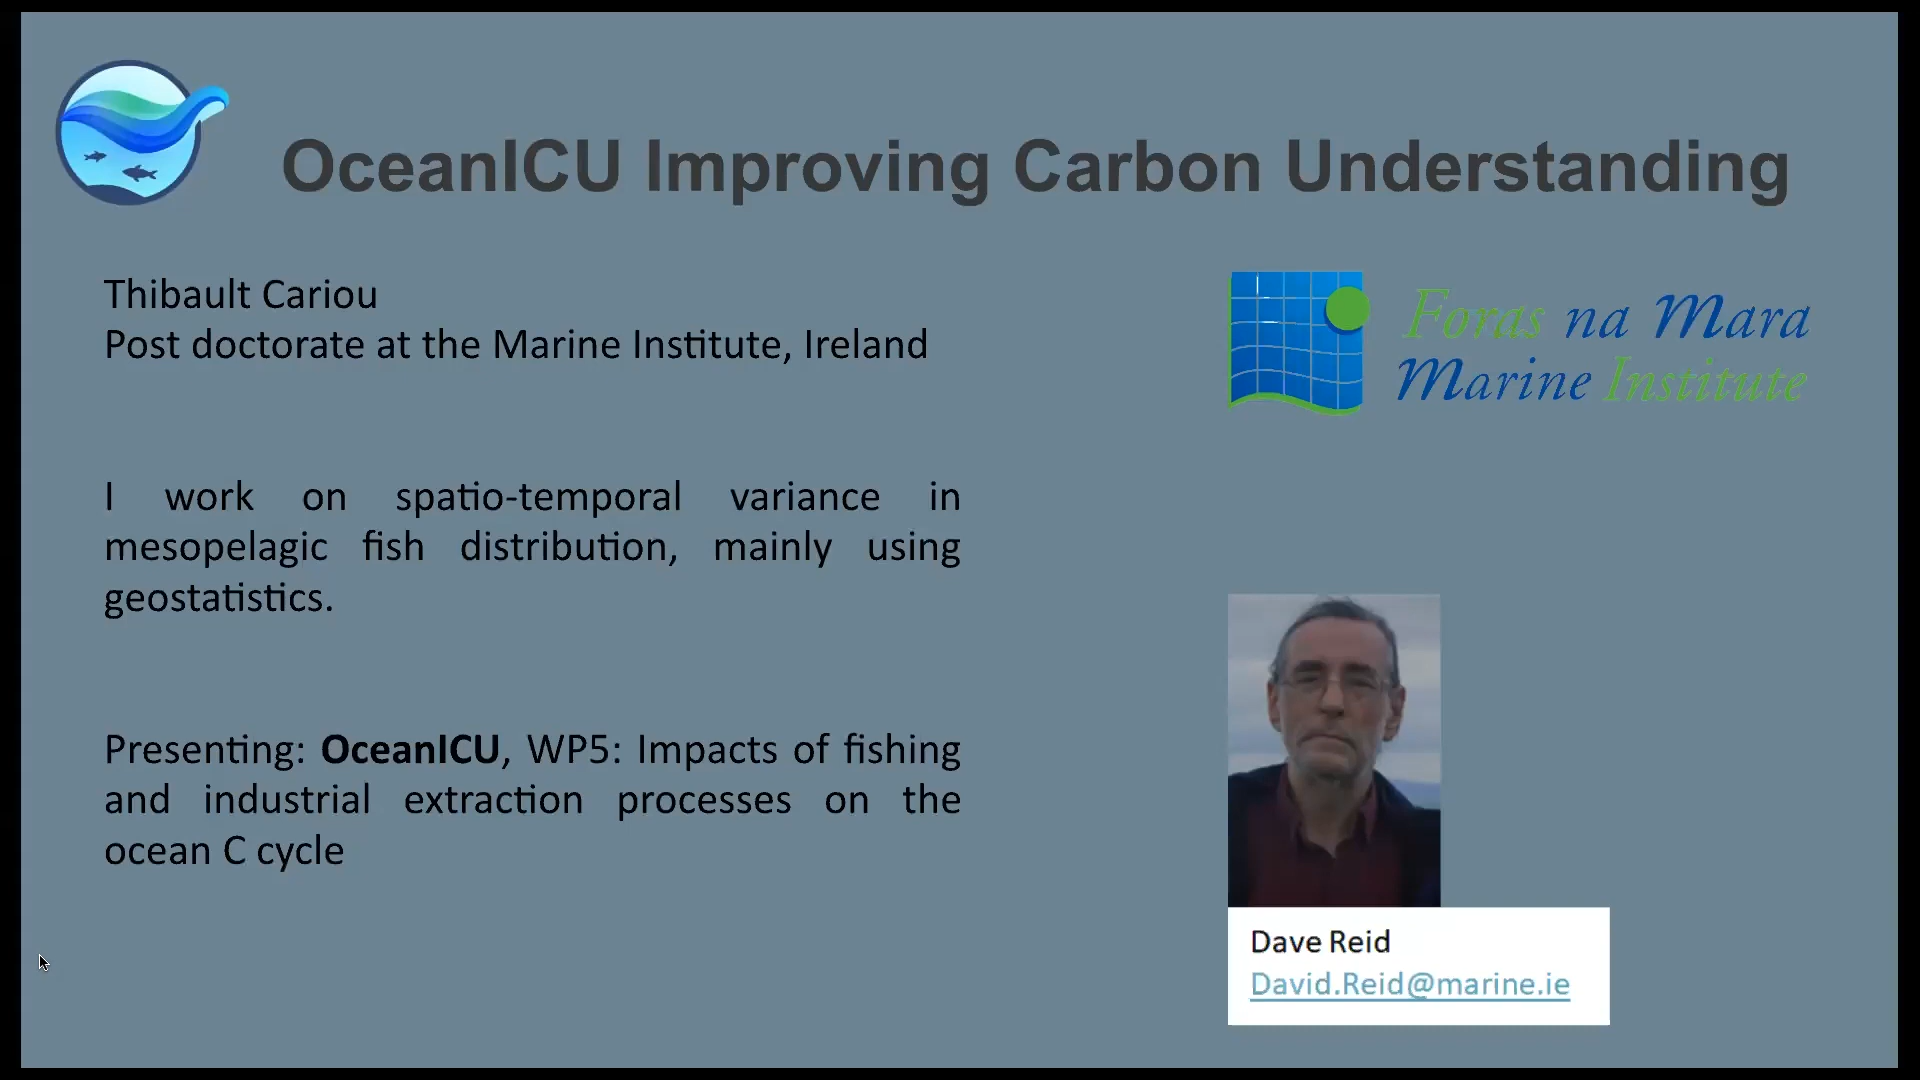 OceanICU Improving Carbon Understanding
Thibault Cariou
Post doctorate at the Marine Institute, Ireland
I work on spatio-temporal variance in
mesopelagic fish distribution, mainly using
geostatistics.
Presenting: OceanICU, WP5: Impacts of fishing
and industrial extraction processes on the
ocean C cycle
Foras na Mara
Marine Institute
Dave Reid
David.Reid@marine.ie